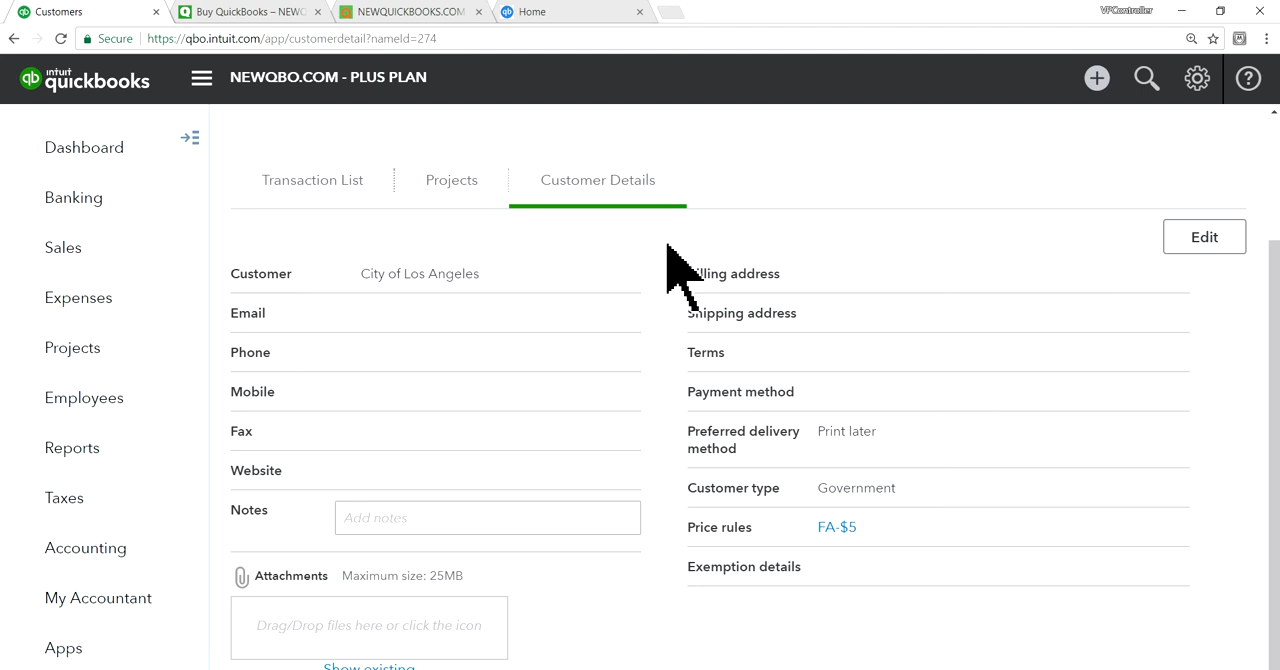 Customers
Buy QuickBooks – NEWQ
NEWQUICKBOOKS.COM
Home
VPController
Secure
https://qbo.intuit.com/app/customerdetail?nameId=274
intuit
quickbooks
NEWQBO.COM - PLUS PLAN
Dashboard
Banking
Sales
Expenses
Projects
Employees
Reports
Taxes
Accounting
My Accountant
Apps
Transaction List
Projects
Customer Details
Edit
Customer City of Los Angeles
Email
Phone
Mobile
Fax
Website
Notes Add notes
Attachments Maximum size: 25MB
Drag/Drop files here or click the icon
Show existing
illing address
Shipping address
Terms
Payment method
Preferred delivery Print later
method
Customer type Government
Price rules FA-$5
Exemption details